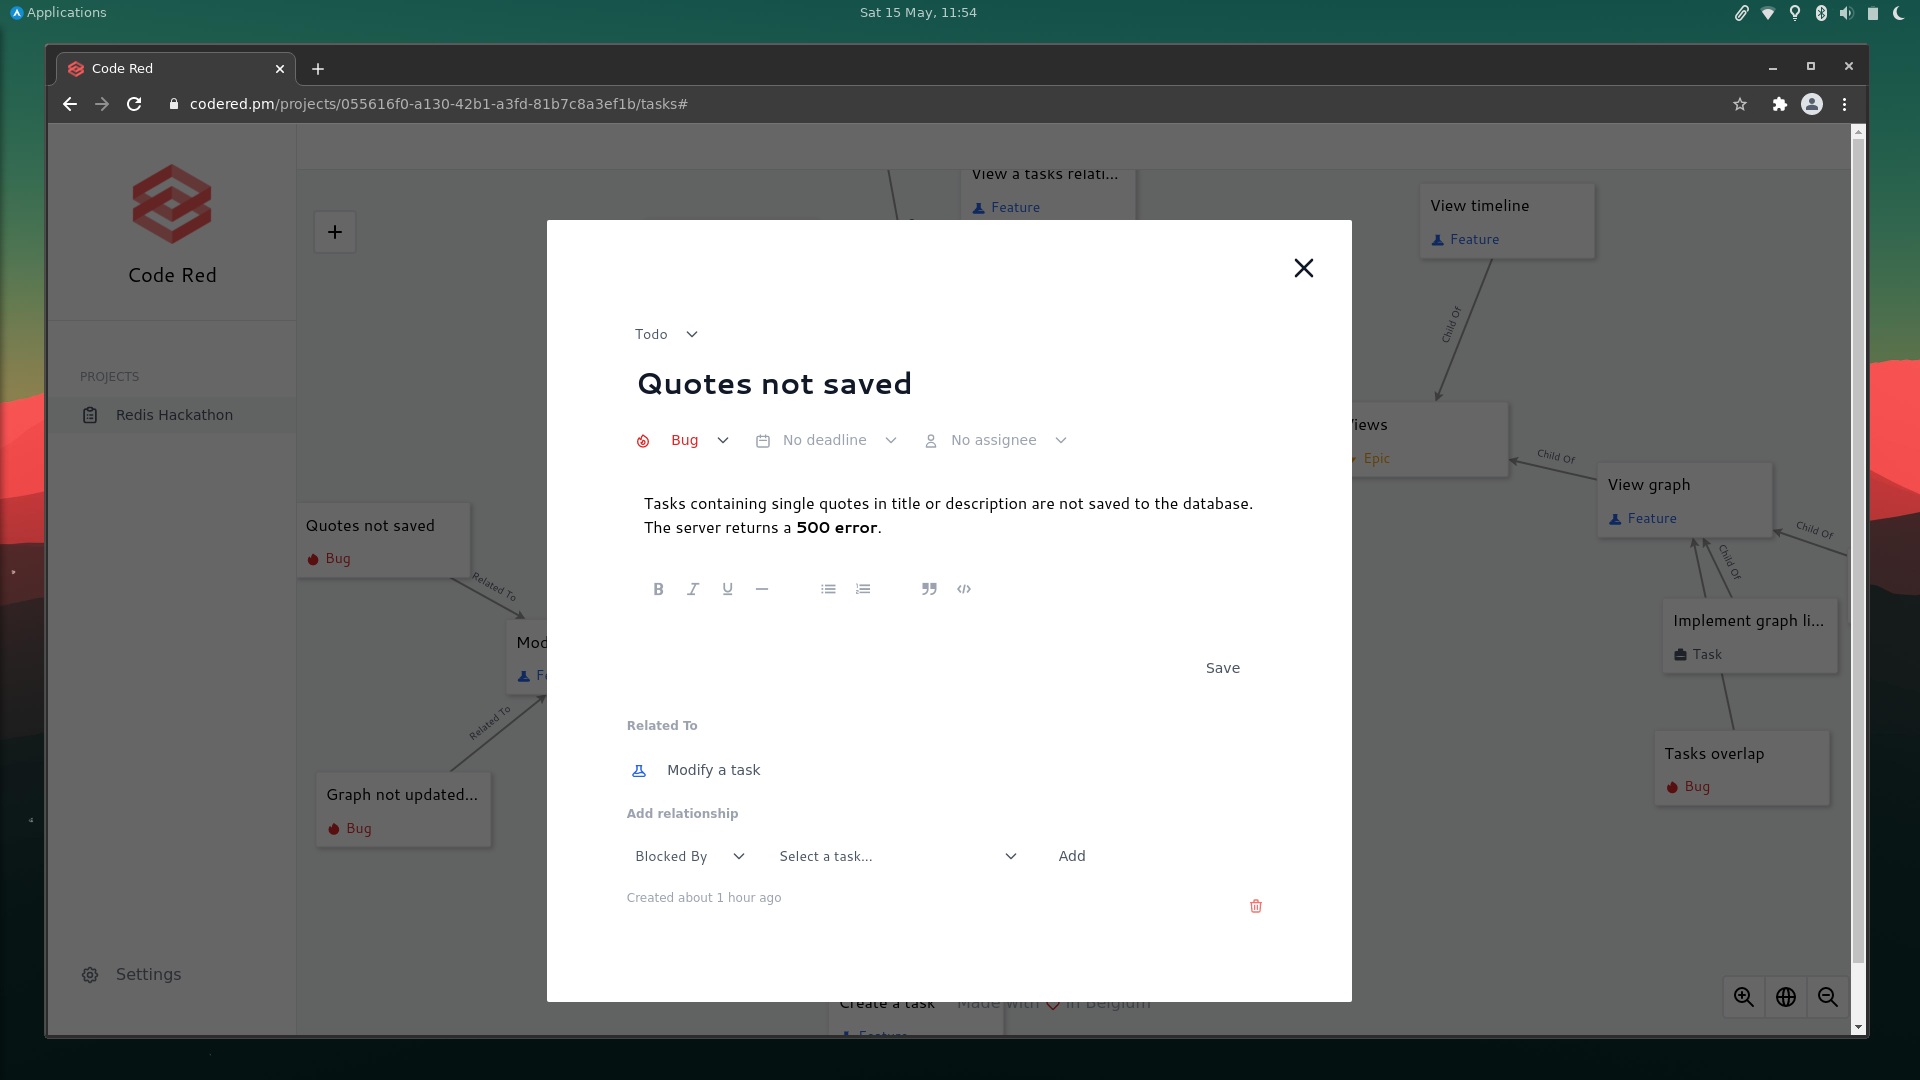 Applications
Sat 15 May, 11:54
Code Red
codered.pm/projects/055616f0-a130-42b1-a3fd-81b7c8a3ef1b/tasks#
Code Red
PROJECTS
Redis Hackathon
Settings
View a tasks relati...
Feature
View timeline
Feature
Child Of
Views
Epic
Child Of
View graph
Feature
Child Of
Child Of
Implement graph li...
Task
Tasks overlap
Bug
Quotes not saved
Bug
Related To
Mod
Fe
Related To
Graph not updated...
Bug
Todo
Quotes not saved
Bug
No deadline
No assignee
Tasks containing single quotes in title or description are not saved to the database.
The server returns a 500 error.
Save
Related To
Modify a task
Add relationship
Blocked By
Select a task...
Add
Created about 1 hour ago
Create a task
Feature
Made with in Belgium